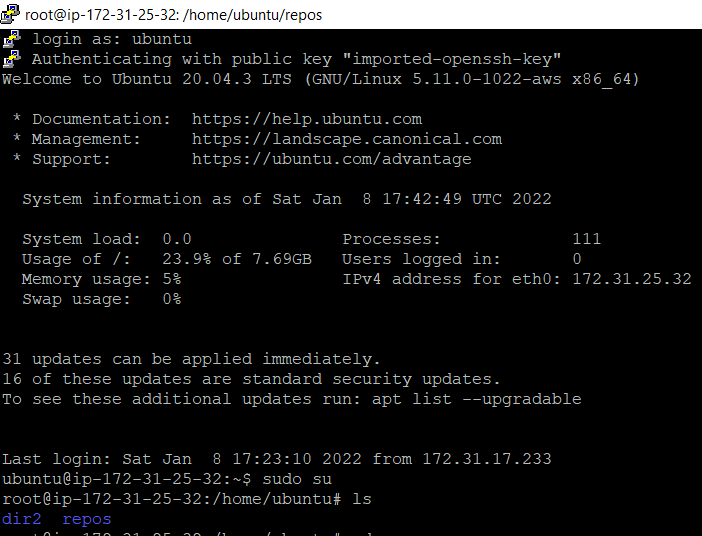 root@ip-172-31-25-32: /home/ubuntu/repos
login as: ubuntu
Authenticating with public key "imported-openssh-key"
Welcome to Ubuntu 20.04.3 LTS (GNU/Linux 5.11.0-1022-aws x86_64)
* Documentation:  https://help.ubuntu.com
* Management:     https://landscape.canonical.com
* Support:        https://ubuntu.com/advantage
System information as of Sat Jan  8 17:42:49 UTC 2022
System load:  0.0               Processes:             111
Usage of /:   23.9% of 7.69GB   Users logged in:       0
Memory usage: 5%                IPv4 address for eth0: 172.31.25.32
Swap usage:   0%
31 updates can be applied immediately.
16 of these updates are standard security updates.
To see these additional updates run: apt list --upgradable
Last login: Sat Jan  8 17:23:10 2022 from 172.31.17.233
ubuntu@ip-172-31-25-32:~$ sudo su
root@ip-172-31-25-32:/home/ubuntu# ls
dir2  repos